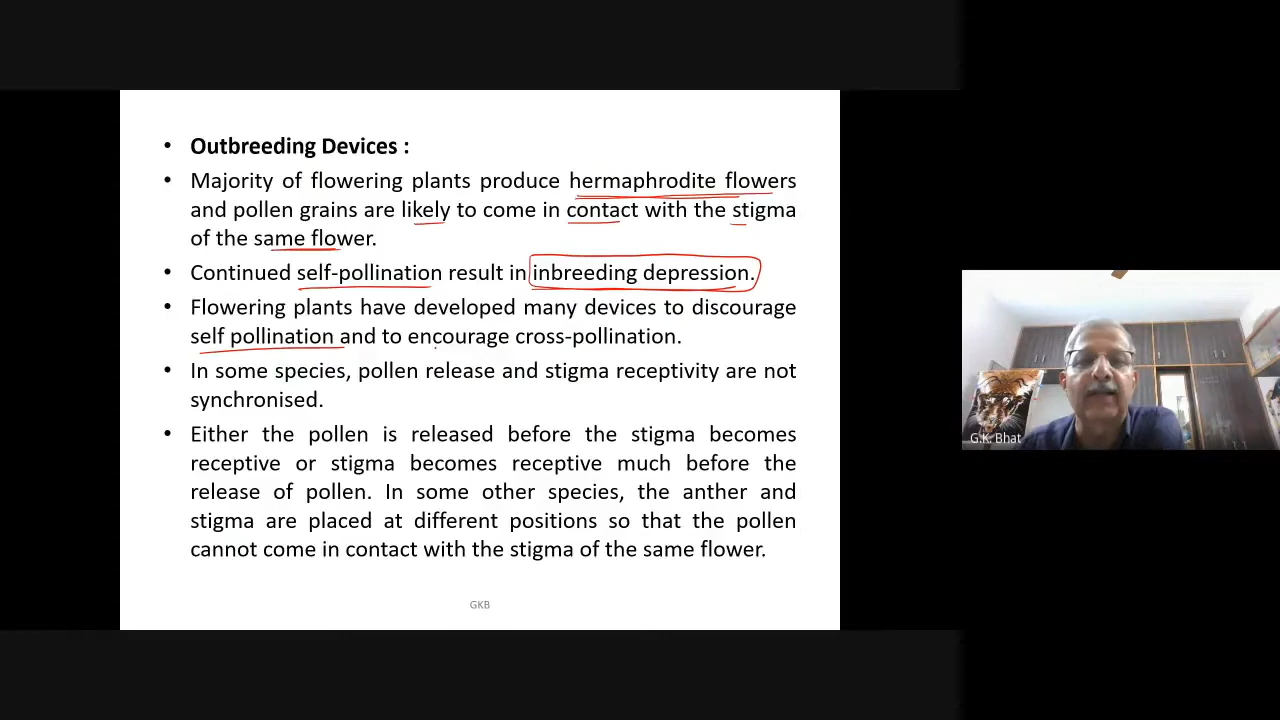 • Outbreeding Devices :
• Majority of flowering plants produce hermaphrodite flowers
and pollen grains are likely to come in contact with the stigma
of the same flower.
• Continued self-pollination result in inbreeding depression.
• Flowering plants have developed many devices to discourage
self pollination and to encourage cross-pollination.
• In some species, pollen release and stigma receptivity are not
synchronised.
• Either the pollen is released before the stigma becomes
receptive or stigma becomes receptive much before the
release of pollen. In some other species, the anther and
stigma are placed at different positions so that the pollen
cannot come in contact with the stigma of the same flower.
GKB
G.K. Bhat